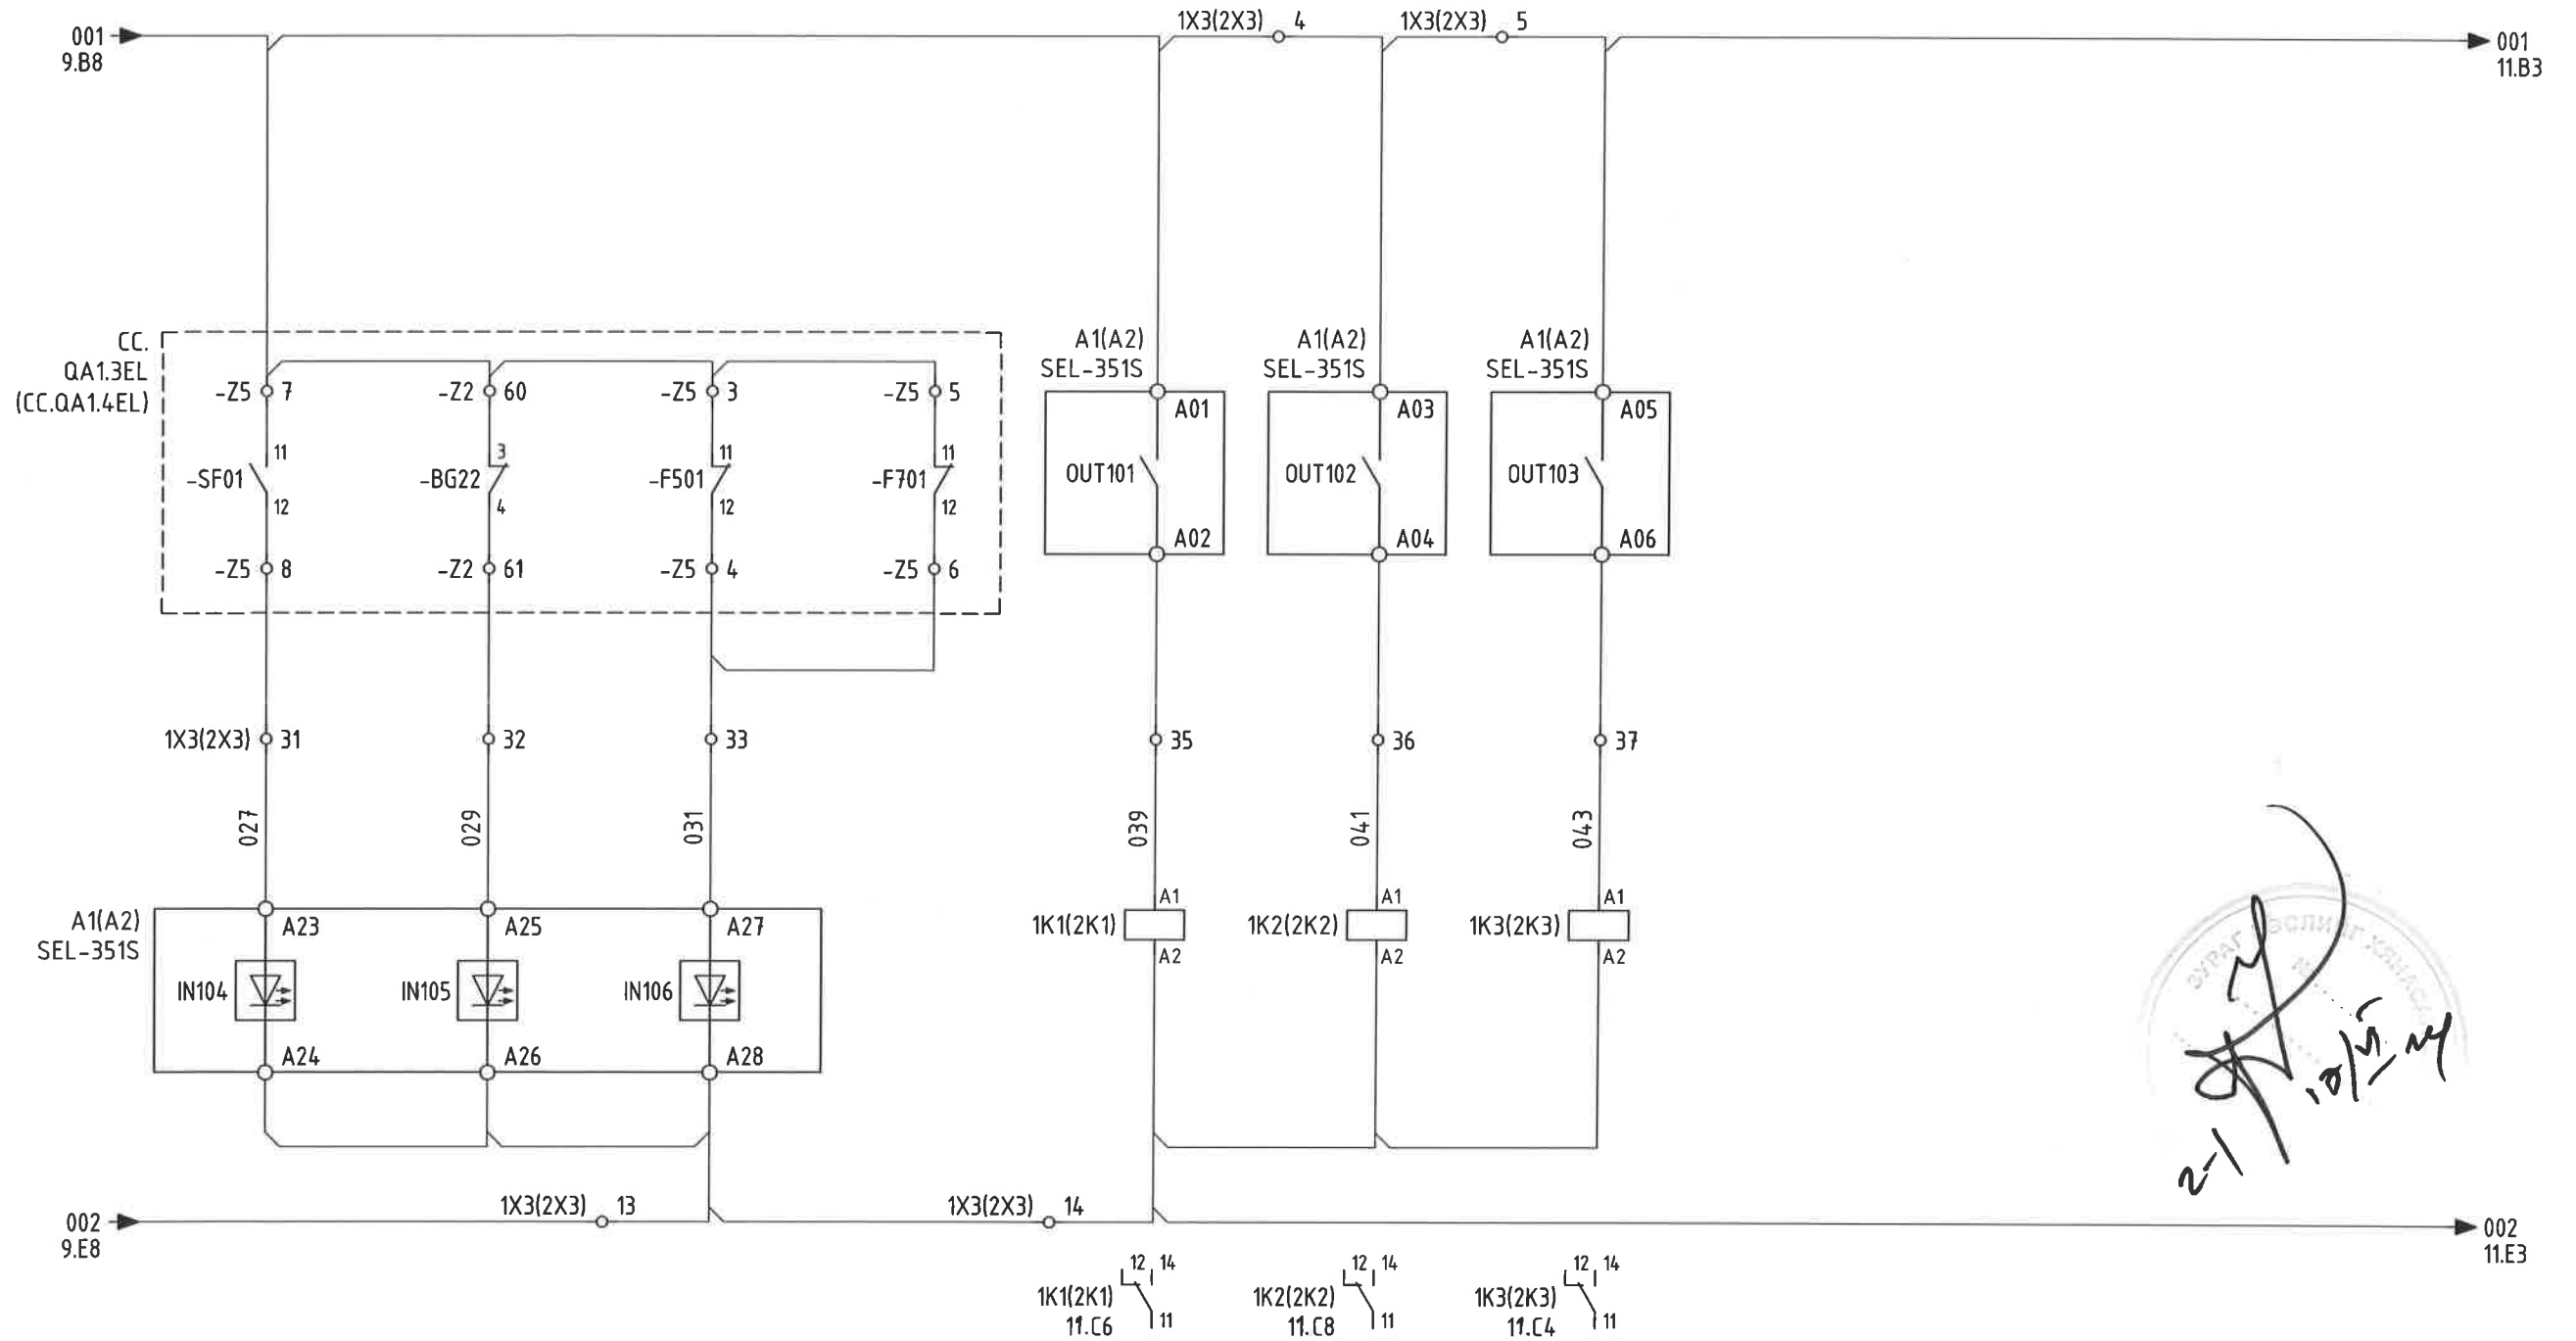 1X3(2X3) 4 1X3(2X3) 5
001 001
9.B8 11.B3
CC. A1(A2) A1(A2) A1(A2)
QA1.3EL SEL-351S SEL-351S SEL-351S
(CC.QA1.4EL) -Z5 7 -Z2 60 -Z5 3 -Z5 5
A01 A03 A05
11 3 11 11
-SF01 -BG22 -F501 -F701 OUT101 OUT102 OUT103
12 4 12 12
A02 A04 A06
-Z5 8 -Z2 61 -Z5 4 -Z5 6
1X3(2X3) 31 32 33 35 36 37
027 029 031 039 041 043
A1 A1 A1
A1(A2) A23 A25 A27 1K1(2K1) 1K2(2K2) 1K3(2K3)
SEL-351S A2 A2 A2
IN104 IN105 IN106
A24 A26 A28
ЗУРАГ ТӨСЛИЙГ
2-1
1X3(2X3) 13 1X3(2X3) 14
002 002
9.E8 11.E3
12 14 12 14 12 14
1K1(2K1) 1K2(2K2) 1K3(2K3)
11.C6 11 11.C8 11 11.C4 11